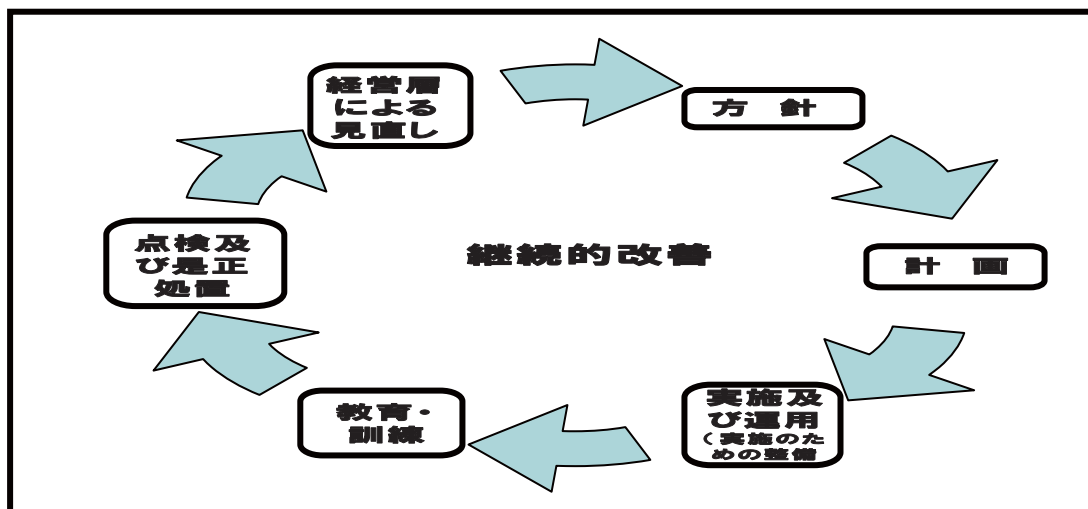 経営層
による
見直し
方　針
点検及
び是正
処置
継続的改善
計　画
教育・
訓練
実施及
び運用
（実施のた
めの整備